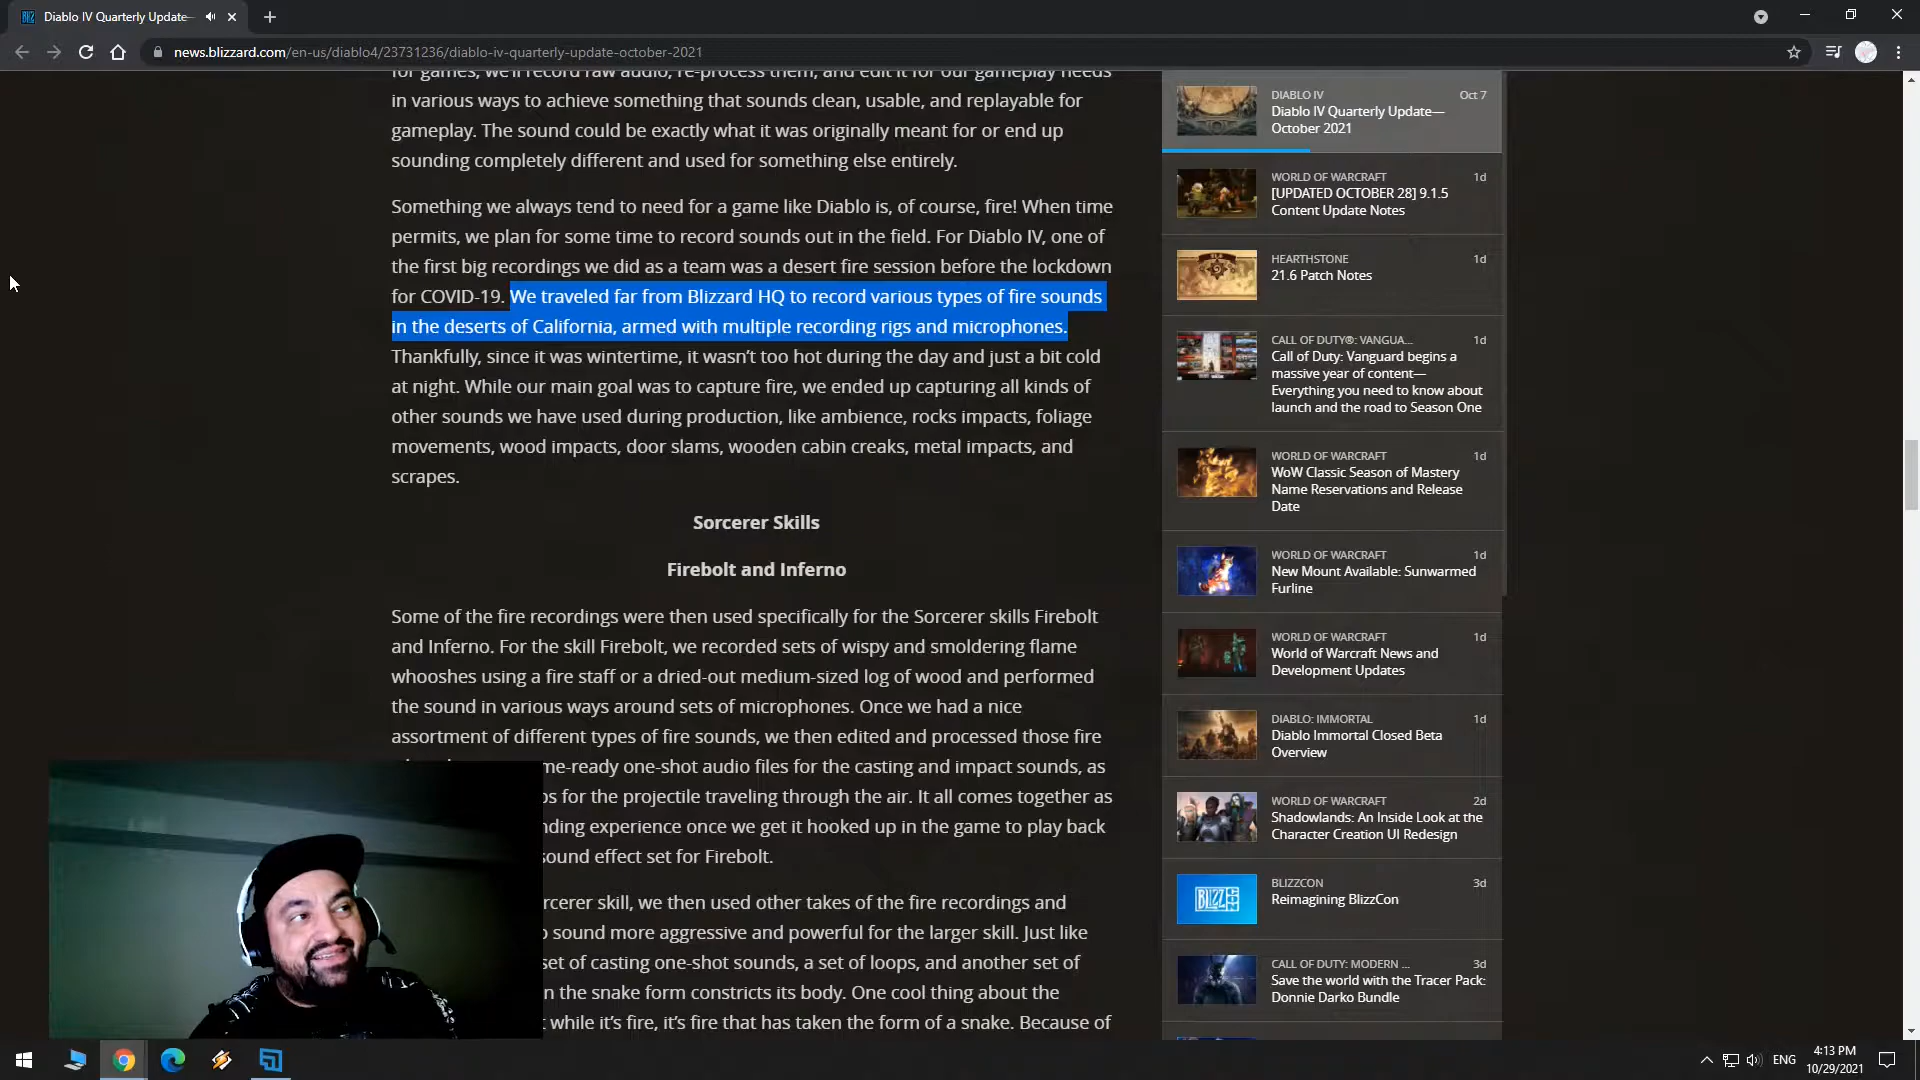 Diablo IV Quarterly Update—
news.blizzard.com/en-us/diablo4/23731236/diablo-iv-quarterly-update-october-2021
for games, we'll record raw audio, re-process them, and edit it for our gameplay needs
in various ways to achieve something that sounds clean, usable, and replayable for
gameplay. The sound could be exactly what it was originally meant for or end up
sounding completely different and used for something else entirely.
Something we always tend to need for a game like Diablo is, of course, fire! When time
permits, we plan for some time to record sounds out in the field. For Diablo IV, one of
the first big recordings we did as a team was a desert fire session before the lockdown
for COVID-19. We traveled far from Blizzard HQ to record various types of fire sounds
in the deserts of California, armed with multiple recording rigs and microphones.
Thankfully, since it was wintertime, it wasn't too hot during the day and just a bit cold
at night. While our main goal was to capture fire, we ended up capturing all kinds of
other sounds we have used during production, like ambience, rocks impacts, foliage
movements, wood impacts, door slams, wooden cabin creaks, metal impacts, and
scrapes.
Sorcerer Skills
Firebolt and Inferno
Some of the fire recordings were then used specifically for the Sorcerer skills Firebolt
and Inferno. For the skill Firebolt, we recorded sets of wispy and smoldering flame
whooshes using a fire staff or a dried-out medium-sized log of wood and performed
the sound in various ways around sets of microphones. Once we had a nice
assortment of different types of fire sounds, we then edited and processed those fire
me-ready one-shot audio files for the casting and impact sounds, as
os for the projectile traveling through the air. It all comes together as
nding experience once we get it hooked up in the game to play back
sound effect set for Firebolt.
rcerer skill, we then used other takes of the fire recordings and
o sound more aggressive and powerful for the larger skill. Just like
set of casting one-shot sounds, a set of loops, and another set of
n the snake form constricts its body. One cool thing about the
t while it's fire, it's fire that has taken the form of a snake. Because of
DIABLO IV Oct 7
Diablo IV Quarterly Update—
October 2021
WORLD OF WARCRAFT 1d
[UPDATED OCTOBER 28] 9.1.5
Content Update Notes
HEARTHSTONE 1d
21.6 Patch Notes
CALL OF DUTY®: VANGUA... 1d
Call of Duty: Vanguard begins a
massive year of content—
Everything you need to know about
launch and the road to Season One
WORLD OF WARCRAFT 1d
WoW Classic Season of Mastery
Name Reservations and Release
Date
WORLD OF WARCRAFT 1d
New Mount Available: Sunwarmed
Furline
WORLD OF WARCRAFT 1d
World of Warcraft News and
Development Updates
DIABLO: IMMORTAL 1d
Diablo Immortal Closed Beta
Overview
WORLD OF WARCRAFT 2d
Shadowlands: An Inside Look at the
Character Creation UI Redesign
BLIZZCON 3d
Reimagining BlizzCon
CALL OF DUTY: MODERN ... 3d
Save the world with the Tracer Pack:
Donnie Darko Bundle
ENG
4:13 PM
10/29/2021